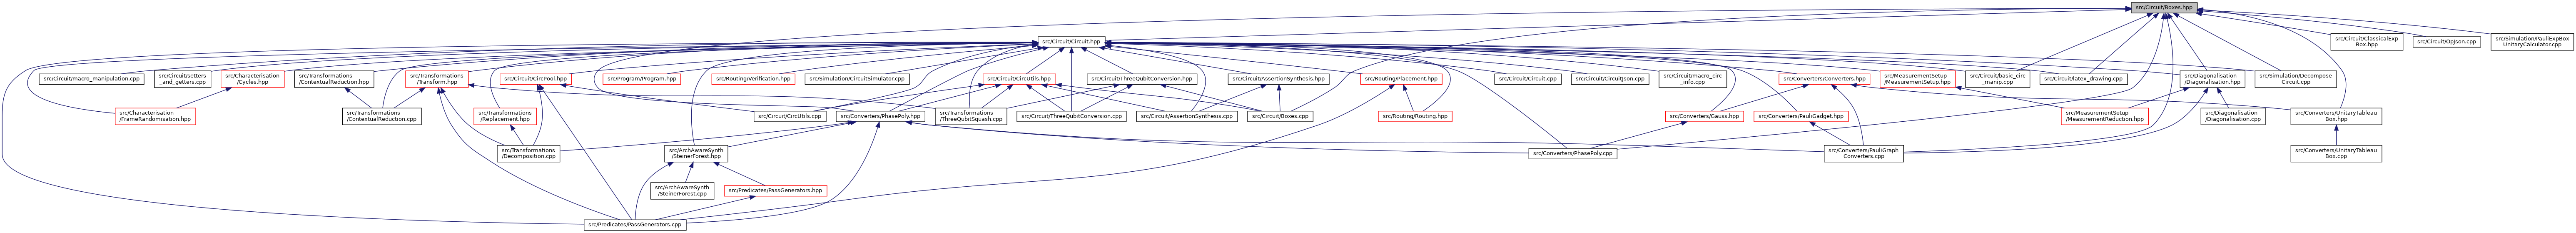 src/Circuit/Boxes.hpp
src/Circuit/Circuit.hpp
src/Circuit/ClassicalExp
Box.hpp
src/Circuit/OpJson.cpp
src/Simulation/PauliExpBox
UnitaryCalculator.cpp
src/Circuit/macro_manipulation.cpp
src/Circuit/setters
_and_getters.cpp
src/Characterisation
/Cycles.hpp
src/Transformations
/ContextualReduction.hpp
src/Transformations
/Transform.hpp
src/Circuit/CircPool.hpp
src/Program/Program.hpp
src/Routing/Verification.hpp
src/Simulation/CircuitSimulator.cpp
src/Circuit/CircUtils.hpp
src/Circuit/ThreeQubitConversion.hpp
src/Circuit/AssertionSynthesis.hpp
src/Routing/Placement.hpp
src/Circuit/Circuit.cpp
src/Circuit/CircuitJson.cpp
src/Circuit/macro_circ
_info.cpp
src/Converters/Converters.hpp
src/MeasurementSetup
/MeasurementSetup.hpp
src/Circuit/basic_circ
_manip.cpp
src/Circuit/latex_drawing.cpp
src/Diagonalisation
/Diagonalisation.hpp
src/Simulation/Decompose
Circuit.cpp
src/Characterisation
/FrameRandomisation.hpp
src/Transformations
/ContextualReduction.cpp
src/Transformations
/Replacement.hpp
src/Circuit/CircUtils.cpp
src/Converters/PhasePoly.hpp
src/Transformations
/ThreeQubitSquash.cpp
src/Circuit/ThreeQubitConversion.cpp
src/Circuit/AssertionSynthesis.cpp
src/Circuit/Boxes.cpp
src/Routing/Routing.hpp
src/Converters/Gauss.hpp
src/Converters/PauliGadget.hpp
src/MeasurementSetup
/MeasurementReduction.hpp
src/Diagonalisation
/Diagonalisation.cpp
src/Converters/UnitaryTableau
Box.hpp
src/Transformations
/Decomposition.cpp
src/ArchAwareSynth
/SteinerForest.hpp
src/Converters/PhasePoly.cpp
src/Converters/PauliGraph
Converters.cpp
src/Converters/UnitaryTableau
Box.cpp
src/ArchAwareSynth
/SteinerForest.cpp
src/Predicates/PassGenerators.hpp
src/Predicates/PassGenerators.cpp